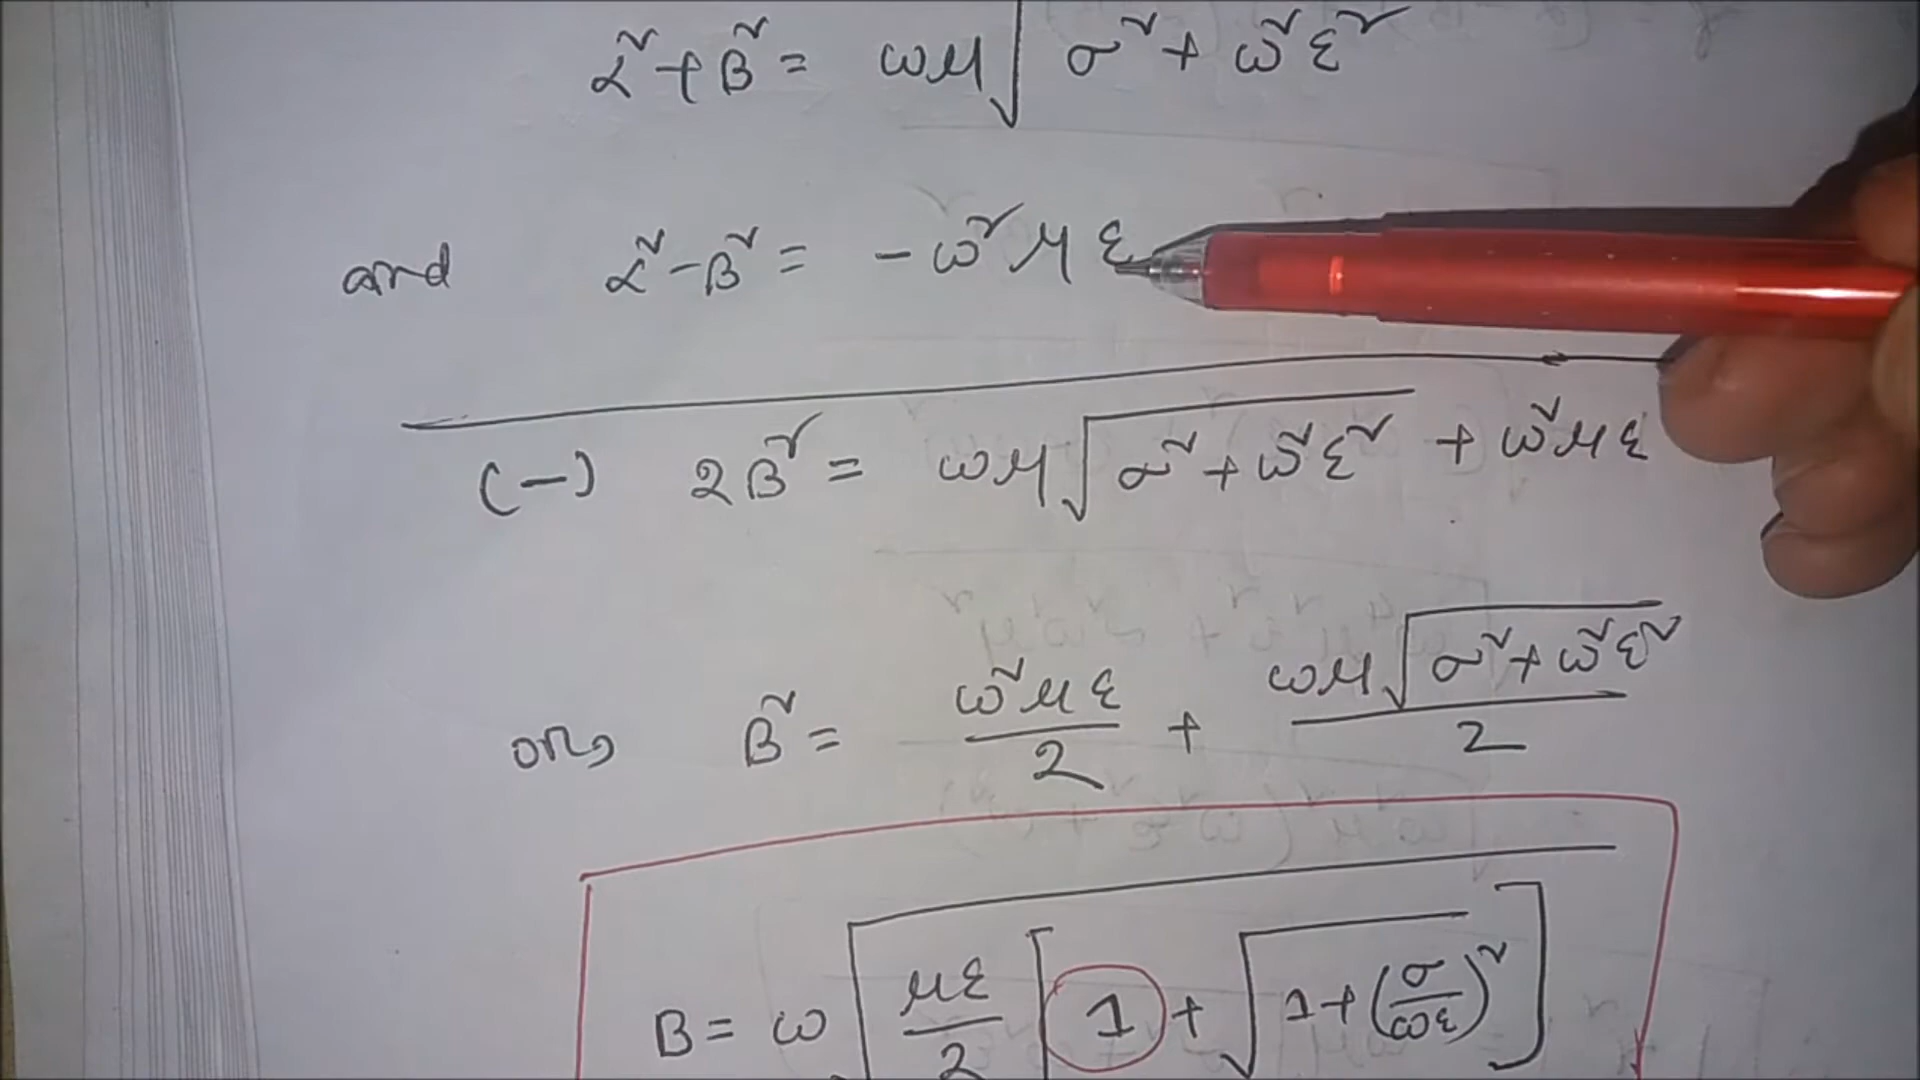 α² + β² = ωμ√σ² + ω²ε²
and α² - β² = -ω²με
(-) 2β² = ωμ√(σ² + ω²ε²) + ω²με
or, β² = ω²με/2 + ωμ√(σ² + ω²ε²)/2
β = ω√(με/2 [1 + √(1 + (σ/ωε)²)])